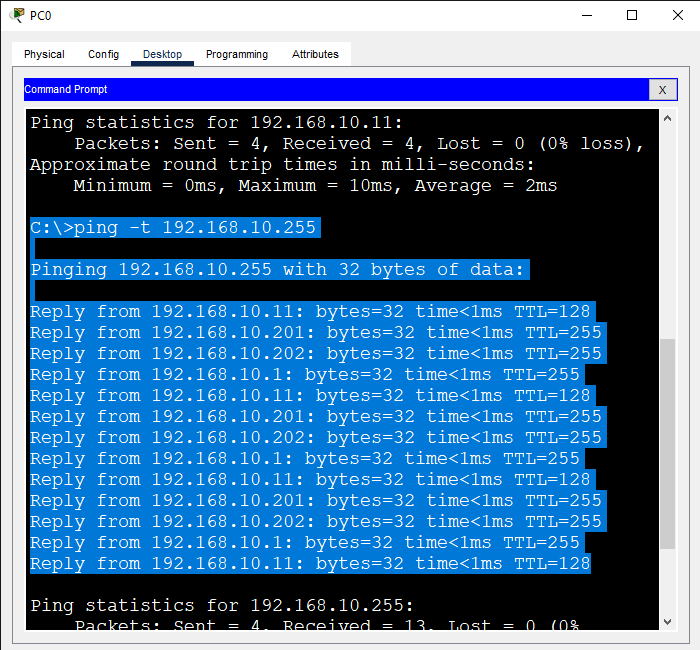 PC0
Physical Config Desktop Programming Attributes
Command Prompt X
Ping statistics for 192.168.10.11:
    Packets: Sent = 4, Received = 4, Lost = 0 (0% loss),
Approximate round trip times in milli-seconds:
    Minimum = 0ms, Maximum = 10ms, Average = 2ms
C:\>ping -t 192.168.10.255
Pinging 192.168.10.255 with 32 bytes of data:
Reply from 192.168.10.11: bytes=32 time<1ms TTL=128
Reply from 192.168.10.201: bytes=32 time<1ms TTL=255
Reply from 192.168.10.202: bytes=32 time<1ms TTL=255
Reply from 192.168.10.1: bytes=32 time<1ms TTL=255
Reply from 192.168.10.11: bytes=32 time<1ms TTL=128
Reply from 192.168.10.201: bytes=32 time<1ms TTL=255
Reply from 192.168.10.202: bytes=32 time<1ms TTL=255
Reply from 192.168.10.1: bytes=32 time<1ms TTL=255
Reply from 192.168.10.11: bytes=32 time<1ms TTL=128
Reply from 192.168.10.201: bytes=32 time<1ms TTL=255
Reply from 192.168.10.202: bytes=32 time<1ms TTL=255
Reply from 192.168.10.1: bytes=32 time<1ms TTL=255
Reply from 192.168.10.11: bytes=32 time<1ms TTL=128
Ping statistics for 192.168.10.255:
    Packets: Sent = 4, Received = 13, Lost = 0 (0%